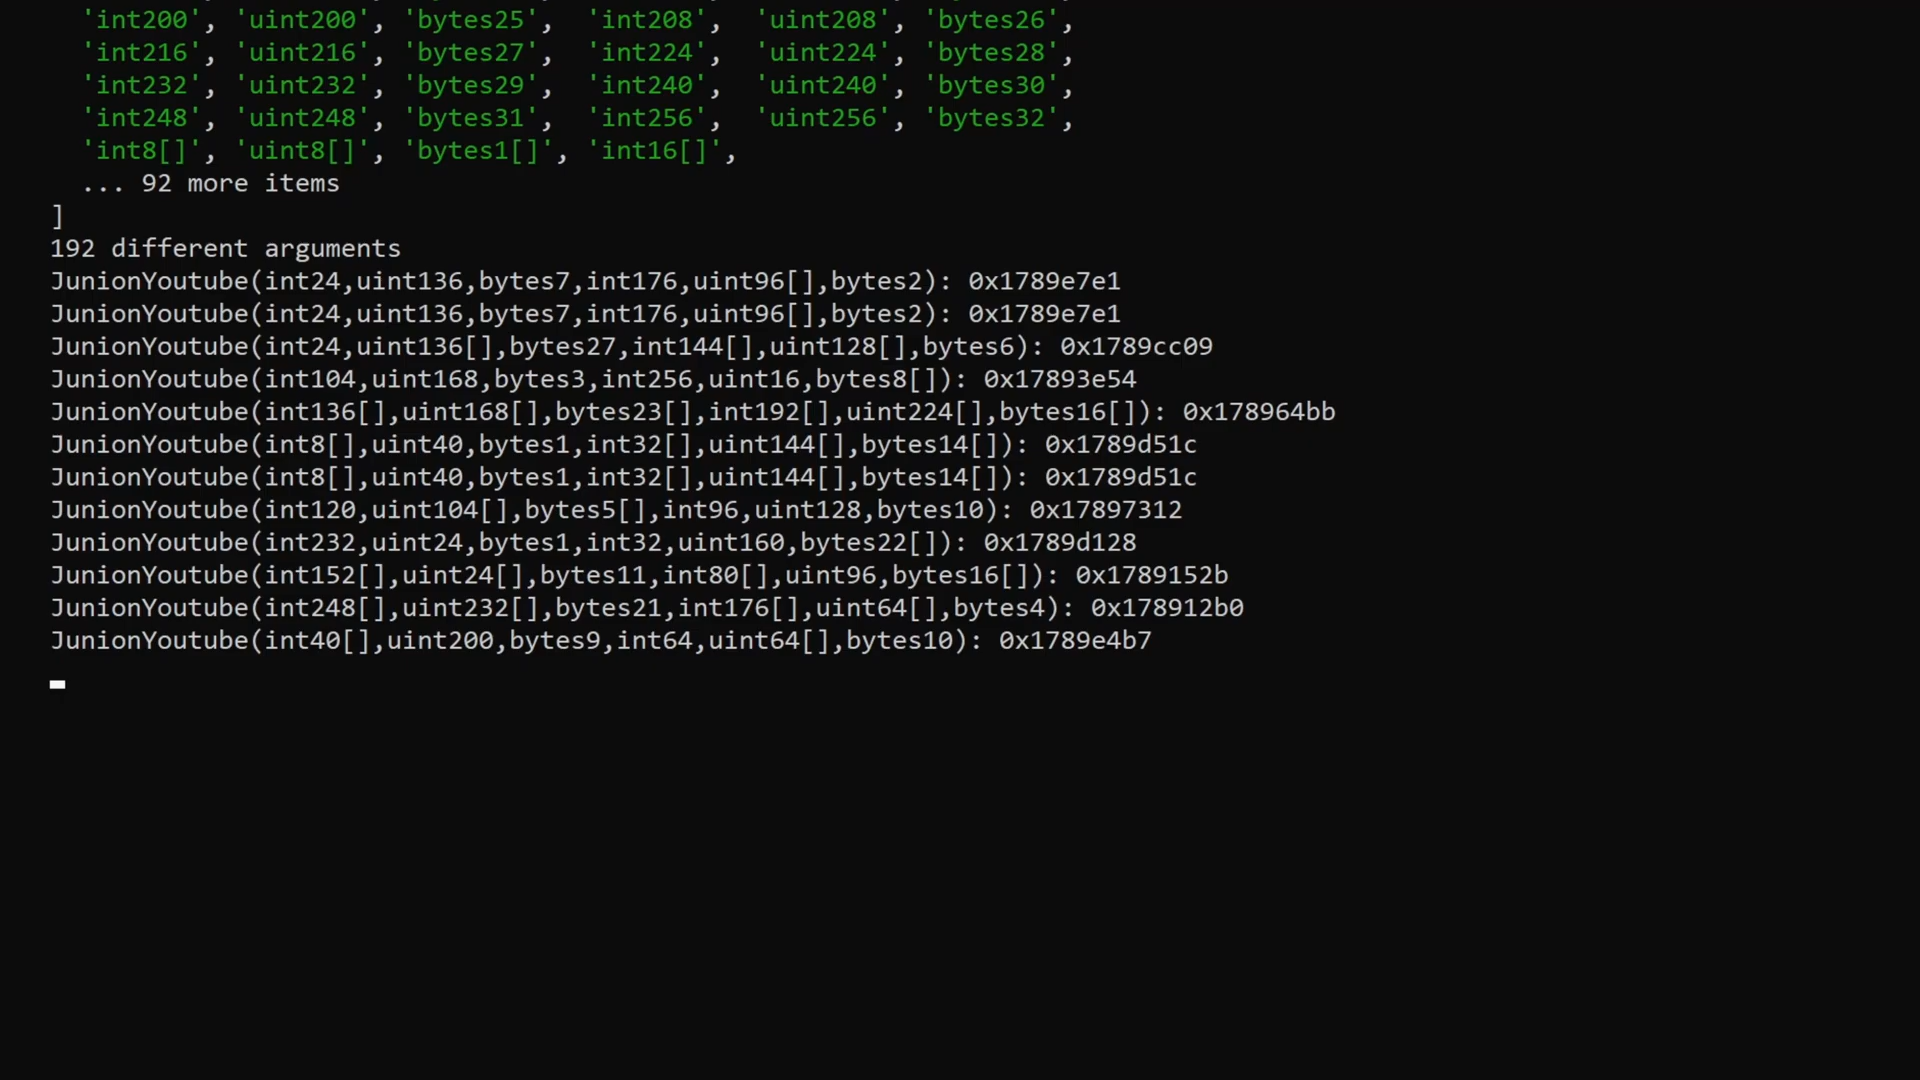 'int200', 'uint200', 'bytes25', 'int208', 'uint208', 'bytes26',
'int216', 'uint216', 'bytes27', 'int224', 'uint224', 'bytes28',
'int232', 'uint232', 'bytes29', 'int240', 'uint240', 'bytes30',
'int248', 'uint248', 'bytes31', 'int256', 'uint256', 'bytes32',
'int8[]', 'uint8[]', 'bytes1[]', 'int16[]',
... 92 more items
]
192 different arguments
JunionYoutube(int24,uint136,bytes7,int176,uint96[],bytes2): 0x1789e7e1
JunionYoutube(int24,uint136,bytes7,int176,uint96[],bytes2): 0x1789e7e1
JunionYoutube(int24,uint136[],bytes27,int144[],uint128[],bytes6): 0x1789cc09
JunionYoutube(int104,uint168,bytes3,int256,uint16,bytes8[]): 0x17893e54
JunionYoutube(int136[],uint168[],bytes23[],int192[],uint224[],bytes16[]): 0x178964bb
JunionYoutube(int8[],uint40,bytes1,int32[],uint144[],bytes14[]): 0x1789d51c
JunionYoutube(int8[],uint40,bytes1,int32[],uint144[],bytes14[]): 0x1789d51c
JunionYoutube(int120,uint104[],bytes5[],int96,uint128,bytes10): 0x17897312
JunionYoutube(int232,uint24,bytes1,int32,uint160,bytes22[]): 0x1789d128
JunionYoutube(int152[],uint24[],bytes11,int80[],uint96,bytes16[]): 0x1789152b
JunionYoutube(int248[],uint232[],bytes21,int176[],uint64[],bytes4): 0x178912b0
JunionYoutube(int40[],uint200,bytes9,int64,uint64[],bytes10): 0x1789e4b7